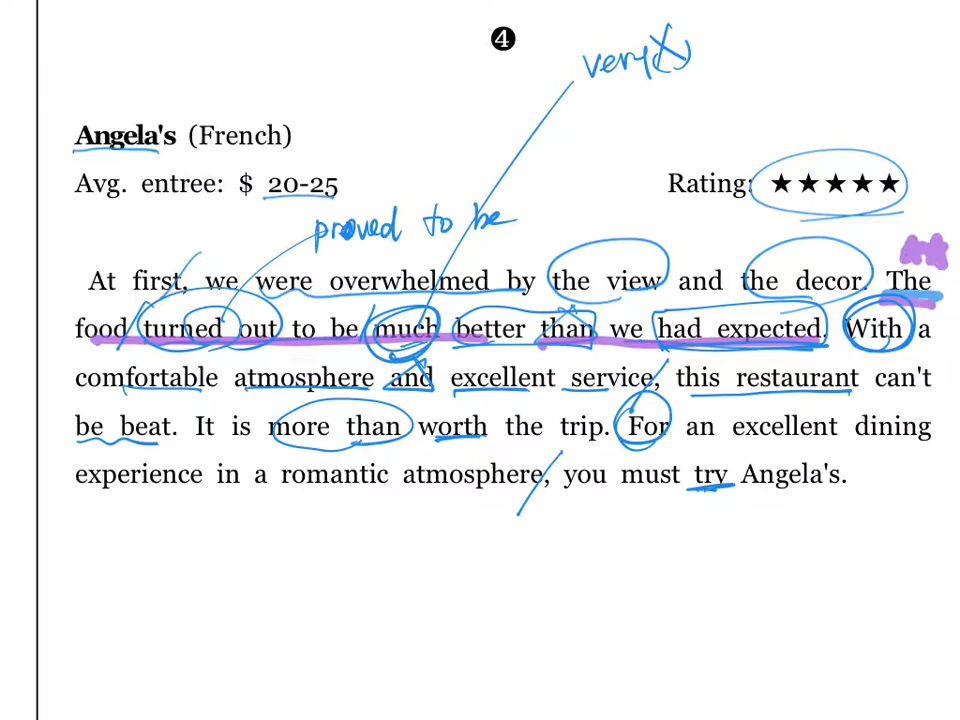 ❹
very(X)
Angela's (French)
Avg. entree: $ 20-25 Rating: ★★★★★
proved to be
At first, we were overwhelmed by the view and the decor. The
food turned out to be much better than we had expected. With a
comfortable atmosphere and excellent service, this restaurant can't
be beat. It is more than worth the trip. For an excellent dining
experience in a romantic atmosphere, you must try Angela's.